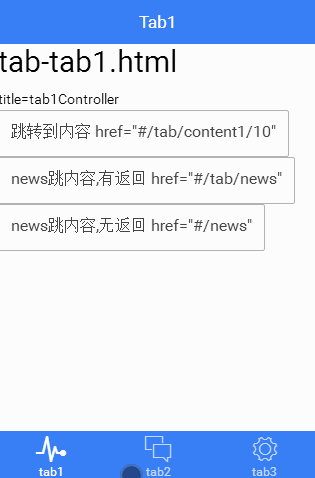 Tab1
tab-tab1.html
title=tab1Controller
跳转到内容 href="#/tab/content1/10"
news跳内容,有返回 href="#/tab/news"
news跳内容,无返回 href="#/news"
tab1
tab2
tab3